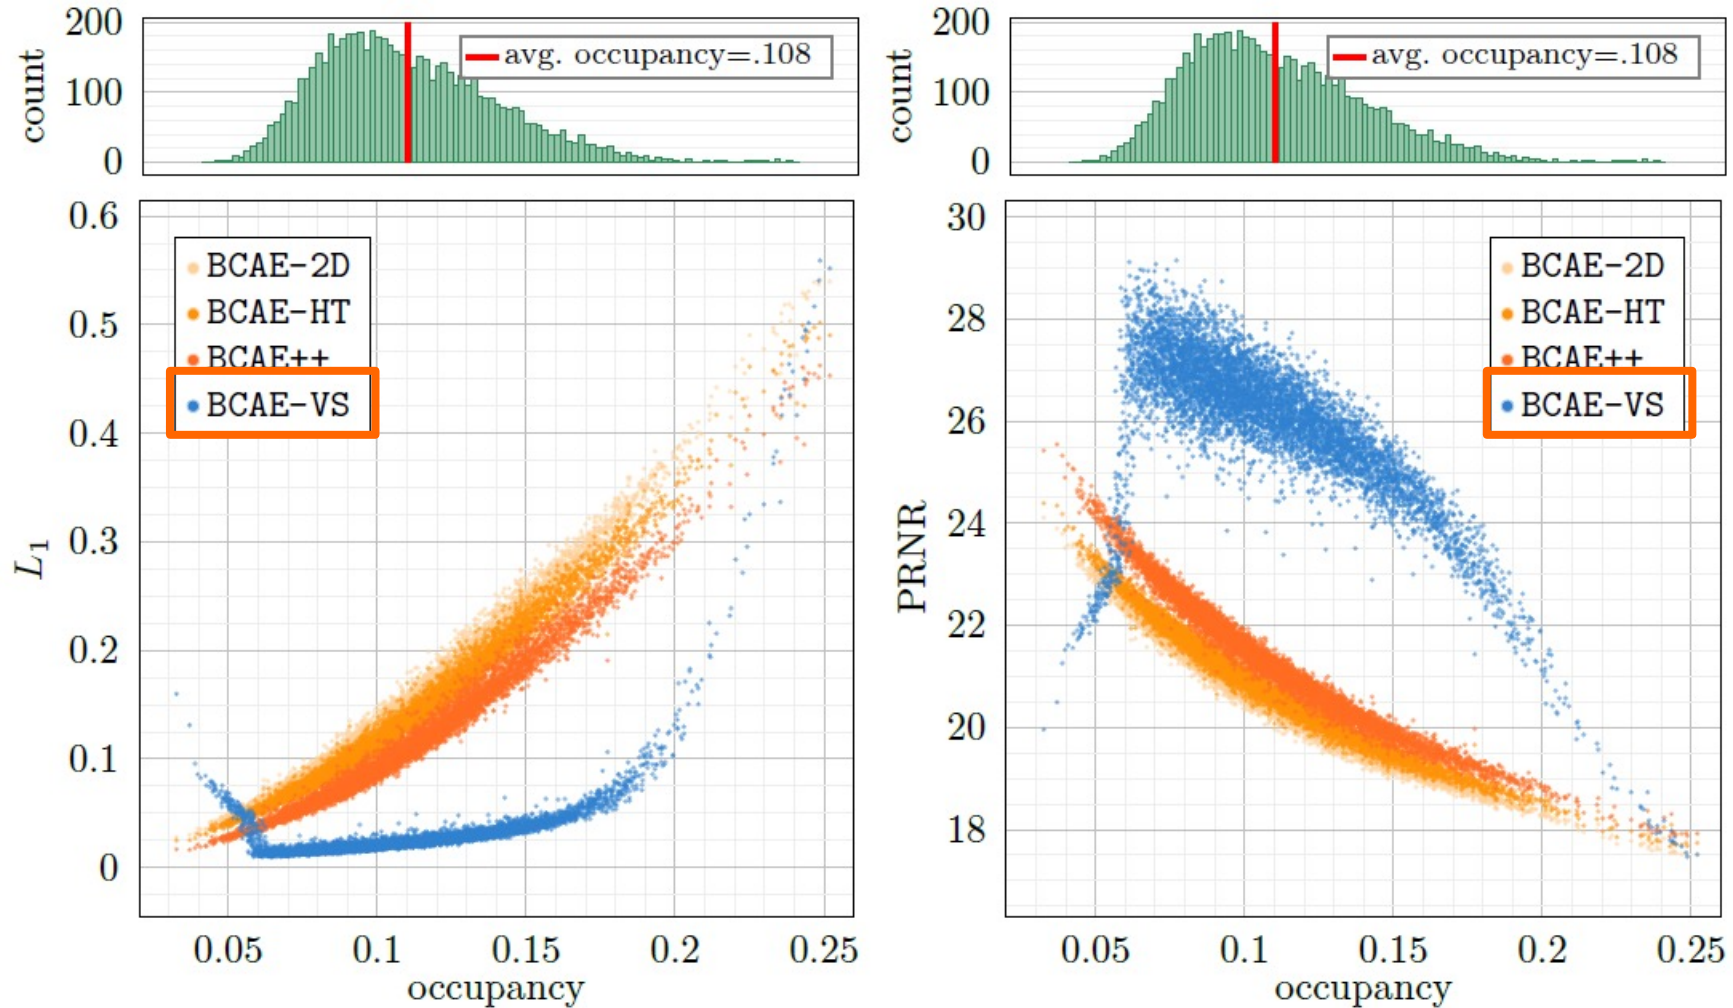 200
100
0
count
avg. occupancy=.108
200
100
0
count
avg. occupancy=.108
0.6
0.5
0.4
0.3
0.2
0.1
0
L1
BCAE-2D
BCAE-HT
BCAE++
BCAE-VS
0.05 0.1 0.15 0.2 0.25
occupancy
30
28
26
24
22
20
18
PRNR
BCAE-2D
BCAE-HT
BCAE++
BCAE-VS
0.05 0.1 0.15 0.2 0.25
occupancy